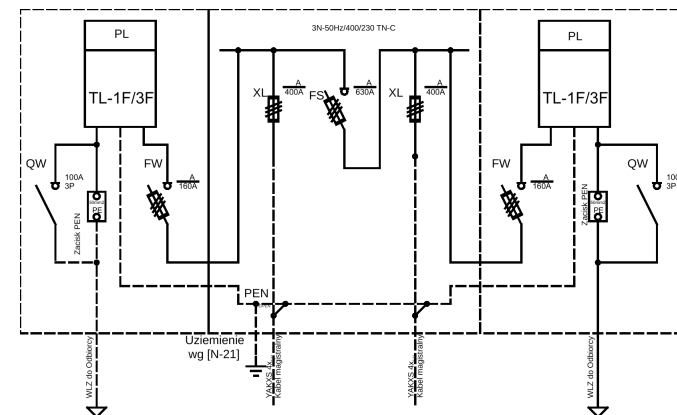 3N-50Hz/400/230 TN-C
PL
TL-1F/3F
PL
TL-1F/3F
XL
A
400A
FS
A
630A
XL
A
400A
QW
100A
3P
FW
A
160A
FW
A
160A
QW
100
3P
Zacisk PEN
PE
Zacisk PEN
PE
PEN
Uziemienie
wg [N-21]
WLZ do Odbiorcy
YAKXS 4x
Kabel magistralny
YAKXS 4x
Kabel magistralny
WLZ do Odbiorcy